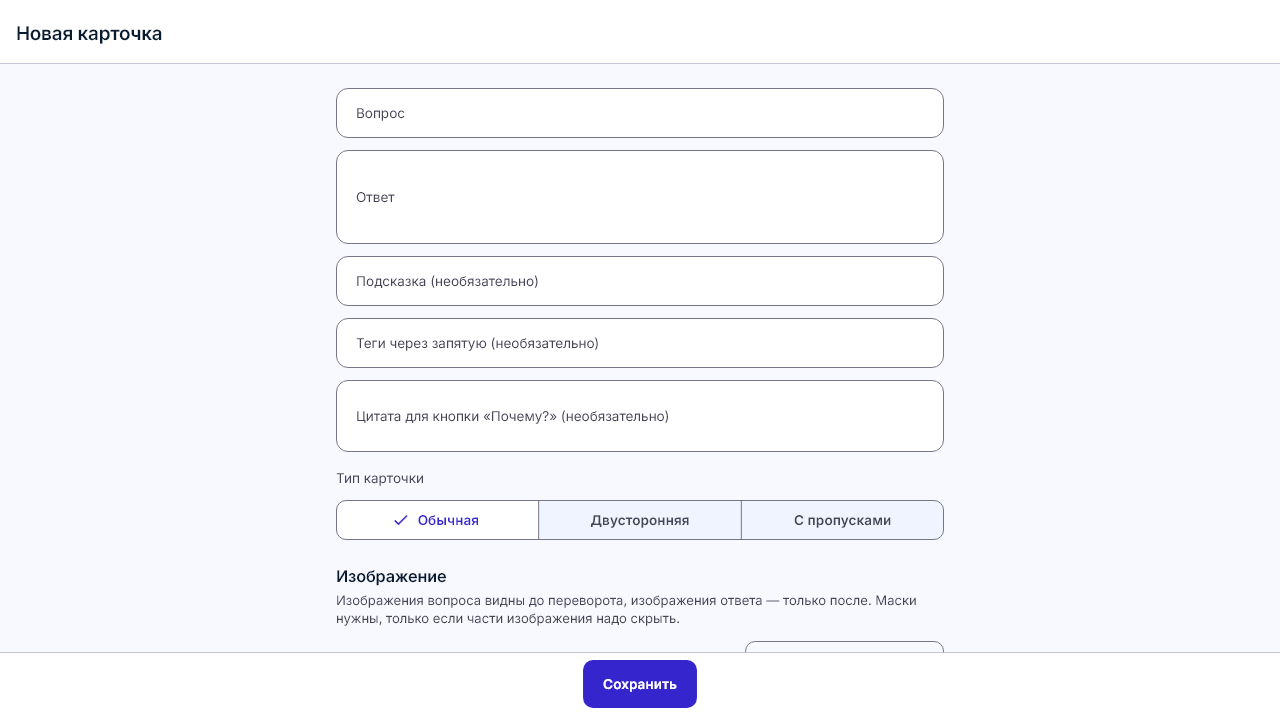 Новая карточка
Вопрос
Ответ
Подсказка (необязательно)
Теги через запятую (необязательно)
Цитата для кнопки «Почему?» (необязательно)
Тип карточки
Обычная
Двусторонняя
С пропусками
Изображение
Изображения вопроса видны до переворота, изображения ответа — только после. Маски
нужны, только если части изображения надо скрыть.
Сохранить